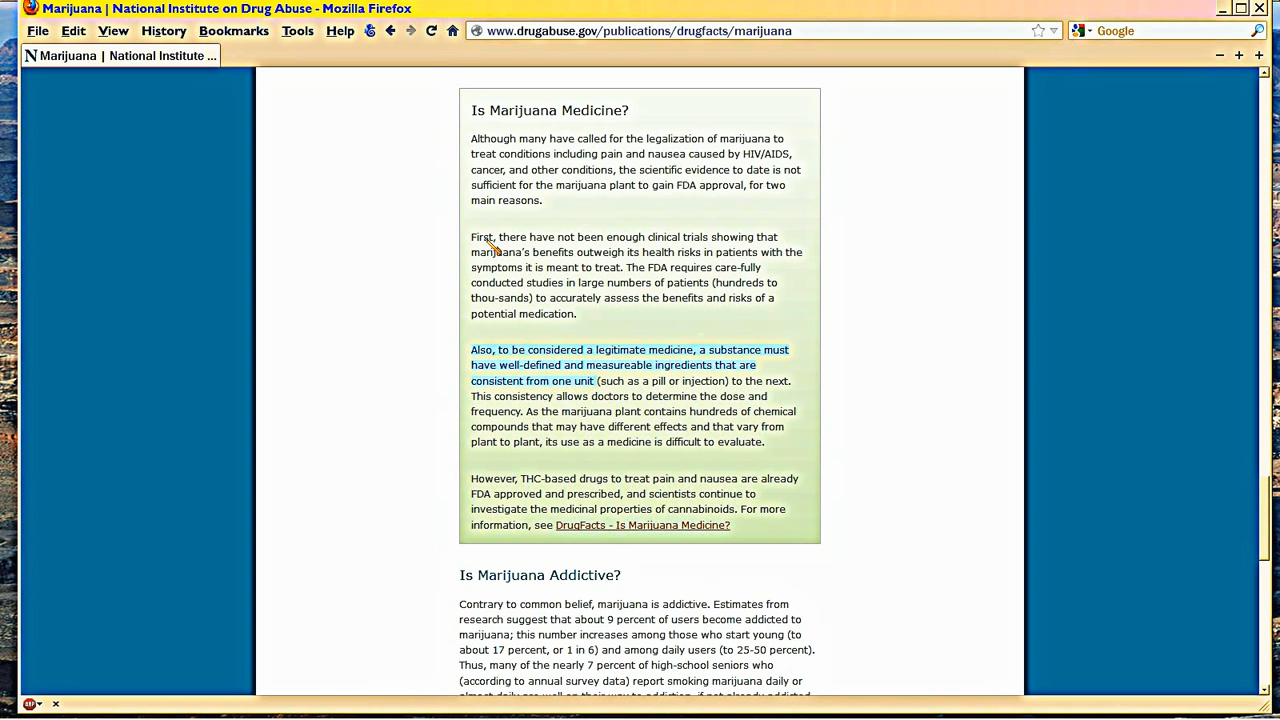 Marijuana | National Institute on Drug Abuse - Mozilla Firefox
File Edit View History Bookmarks Tools Help www.drugabuse.gov/publications/drugfacts/marijuana Google
N Marijuana | National Institute ...
Is Marijuana Medicine?
Although many have called for the legalization of marijuana to
treat conditions including pain and nausea caused by HIV/AIDS,
cancer, and other conditions, the scientific evidence to date is not
sufficient for the marijuana plant to gain FDA approval, for two
main reasons.
First, there have not been enough clinical trials showing that
marijuana's benefits outweigh its health risks in patients with the
symptoms it is meant to treat. The FDA requires care-fully
conducted studies in large numbers of patients (hundreds to
thou-sands) to accurately assess the benefits and risks of a
potential medication.
Also, to be considered a legitimate medicine, a substance must
have well-defined and measureable ingredients that are
consistent from one unit (such as a pill or injection) to the next.
This consistency allows doctors to determine the dose and
frequency. As the marijuana plant contains hundreds of chemical
compounds that may have different effects and that vary from
plant to plant, its use as a medicine is difficult to evaluate.
However, THC-based drugs to treat pain and nausea are already
FDA approved and prescribed, and scientists continue to
investigate the medicinal properties of cannabinoids. For more
information, see DrugFacts - Is Marijuana Medicine?
Is Marijuana Addictive?
Contrary to common belief, marijuana is addictive. Estimates from
research suggest that about 9 percent of users become addicted to
marijuana; this number increases among those who start young (to
about 17 percent, or 1 in 6) and among daily users (to 25-50 percent).
Thus, many of the nearly 7 percent of high-school seniors who
(according to annual survey data) report smoking marijuana daily or
almost daily are well on their way to addiction, if not already addicted